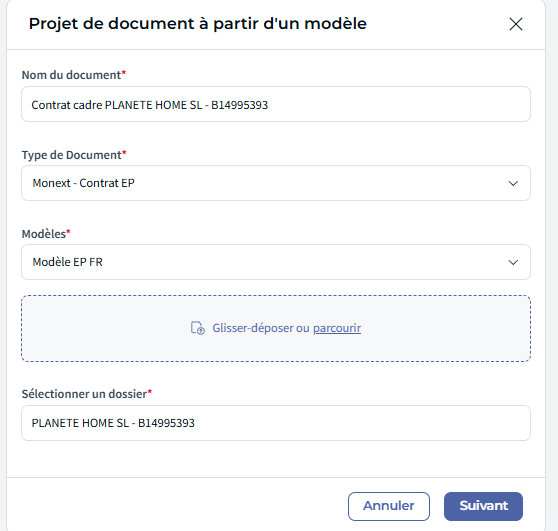 Projet de document à partir d'un modèle
Nom du document*
Contrat cadre PLANETE HOME SL - B14995393
Type de Document*
Monext - Contrat EP
Modèles*
Modèle EP FR
Glisser-déposer ou parcourir
Sélectionner un dossier*
PLANETE HOME SL - B14995393
Annuler
Suivant